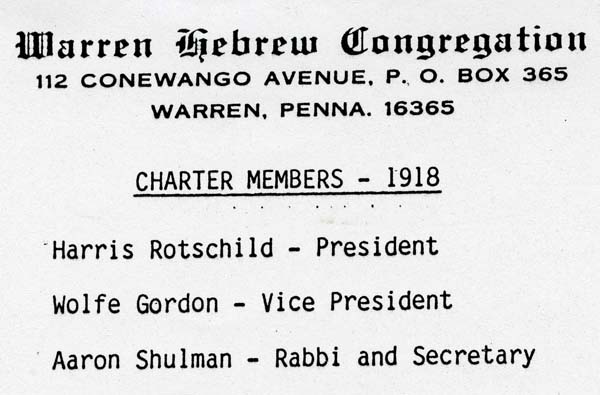 Warren Hebrew Congregation
112 CONEWANGO AVENUE, P. O. BOX 365
WARREN, PENNA. 16365
CHARTER MEMBERS - 1918
Harris Rotschild - President
Wolfe Gordon - Vice President
Aaron Shulman - Rabbi and Secretary